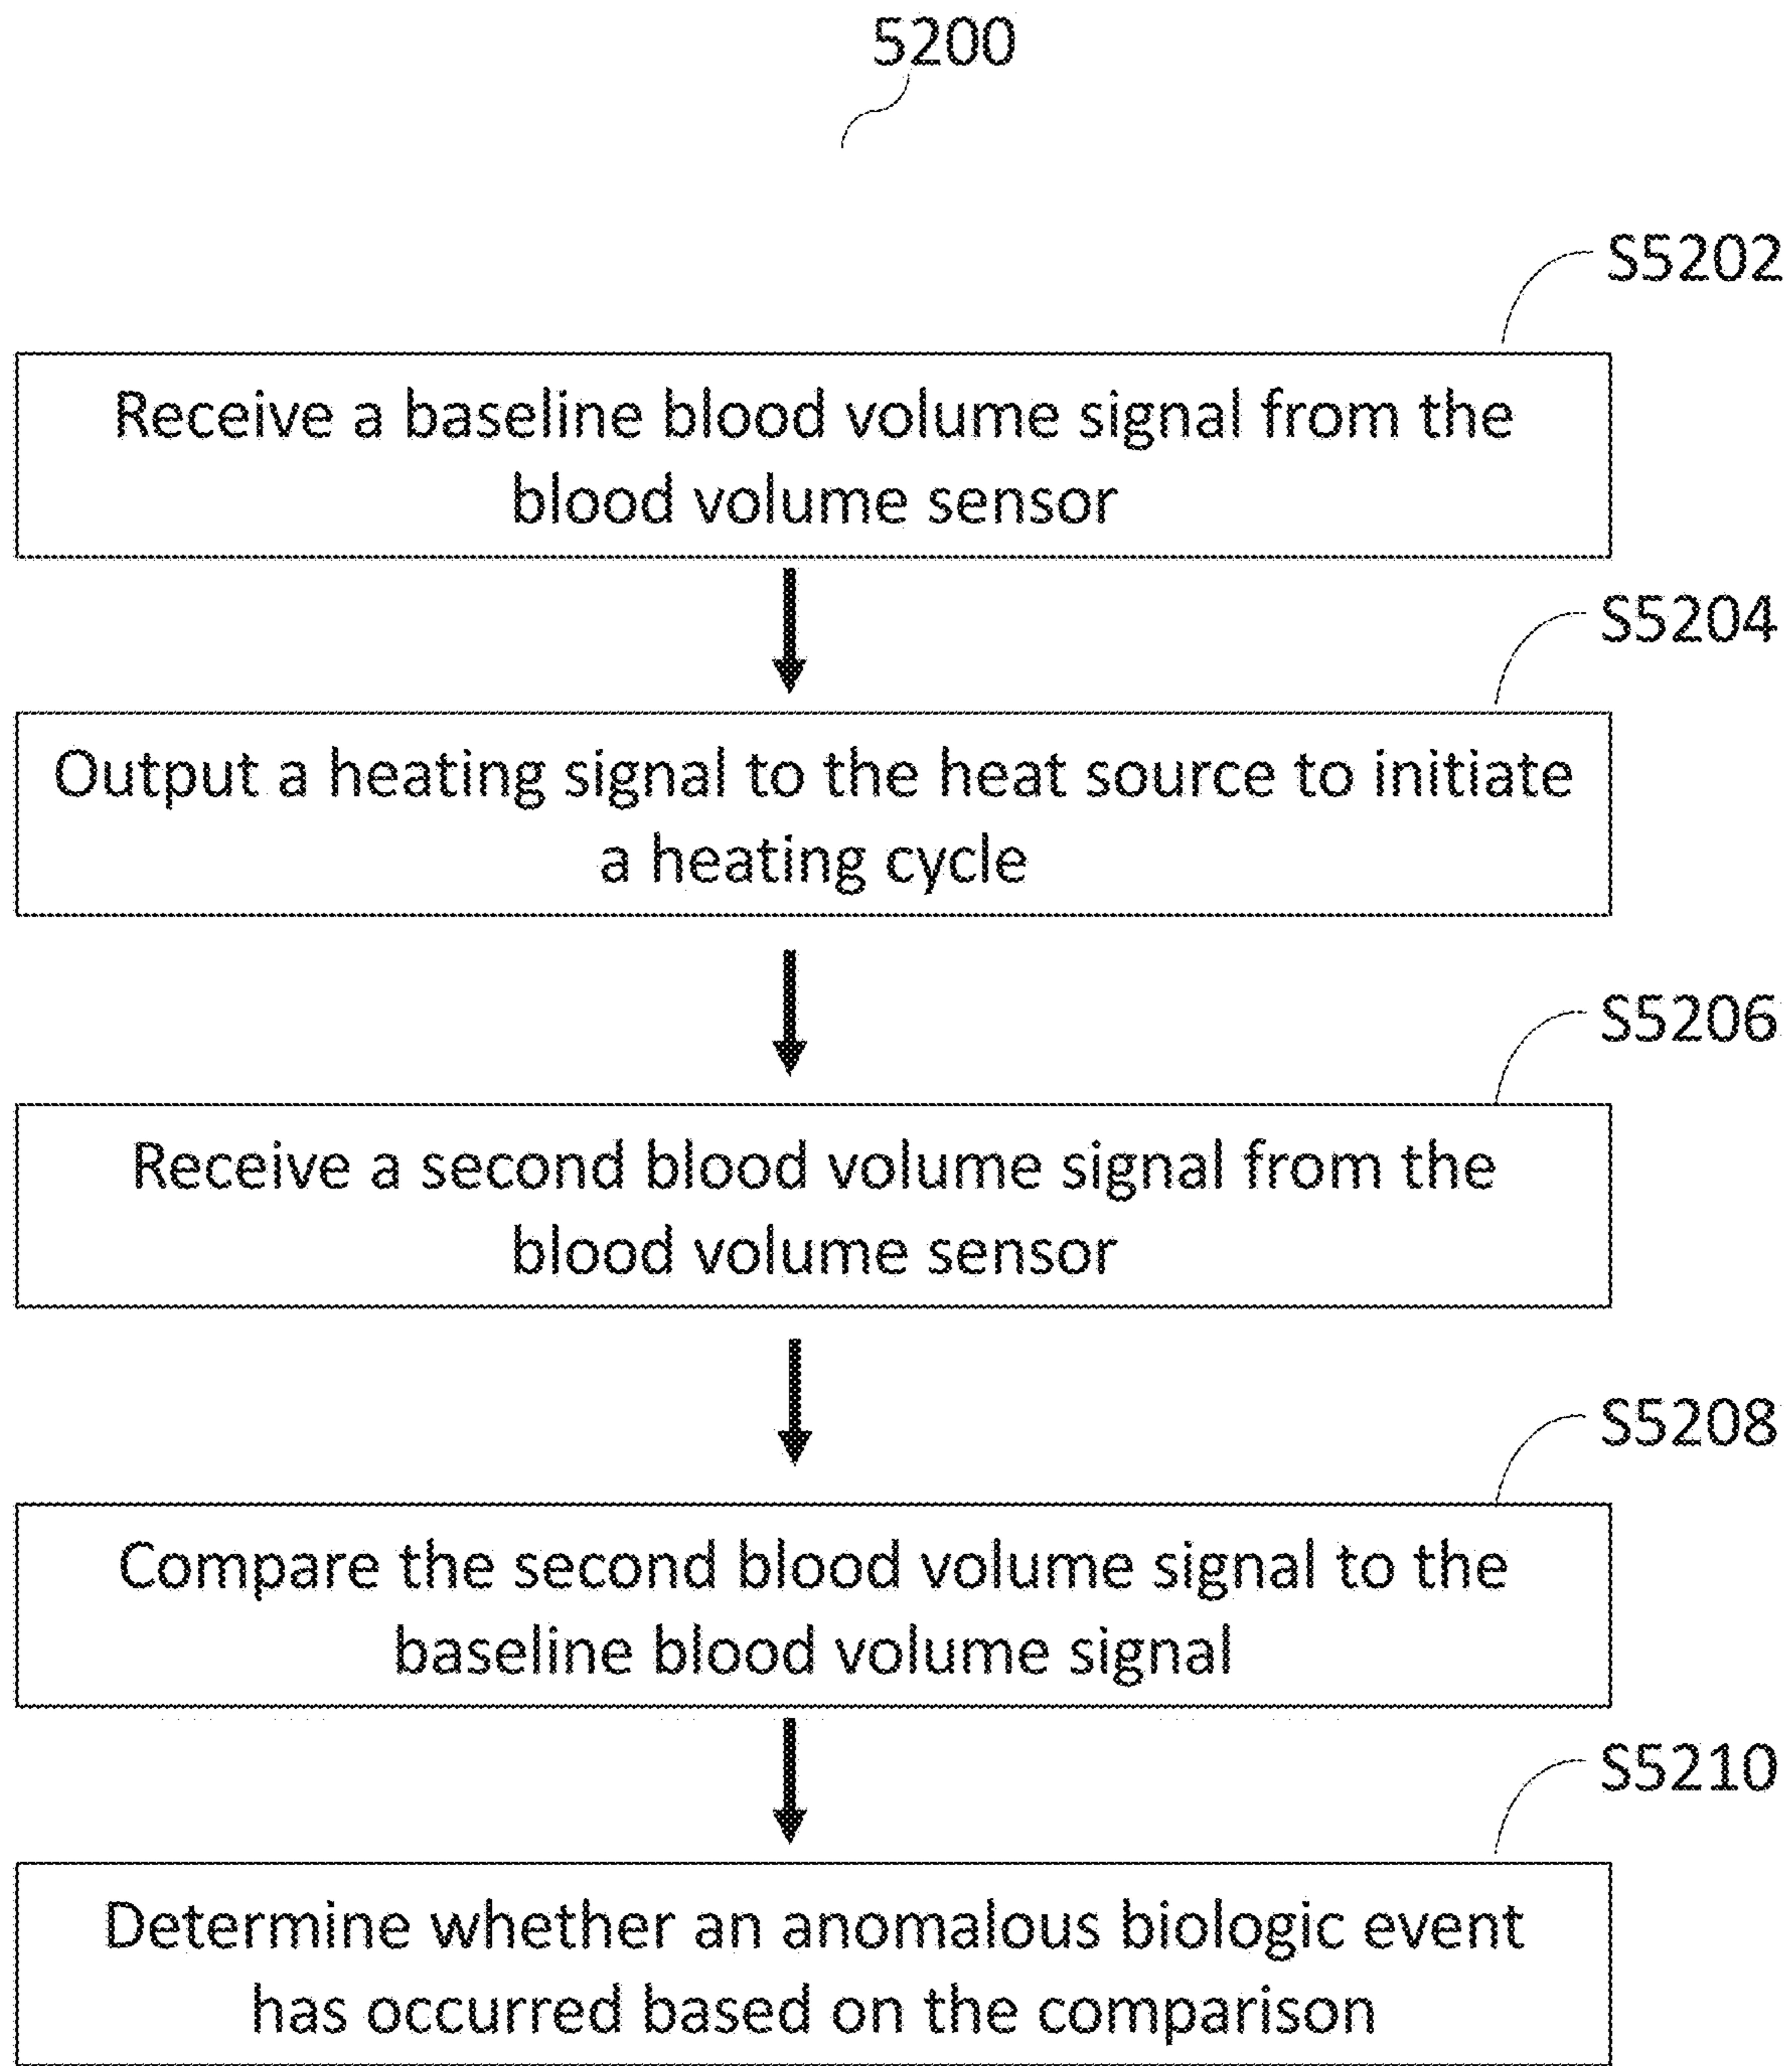 5200
S5202
Receive a baseline blood volume signal from the
blood volume sensor
S5204
Output a heating signal to the heat source to initiate
a heating cycle
S5206
Receive a second blood volume signal from the
blood volume sensor
S5208
Compare the second blood volume signal to the
baseline blood volume signal
S5210
Determine whether an anomalous biologic event
has occurred based on the comparison